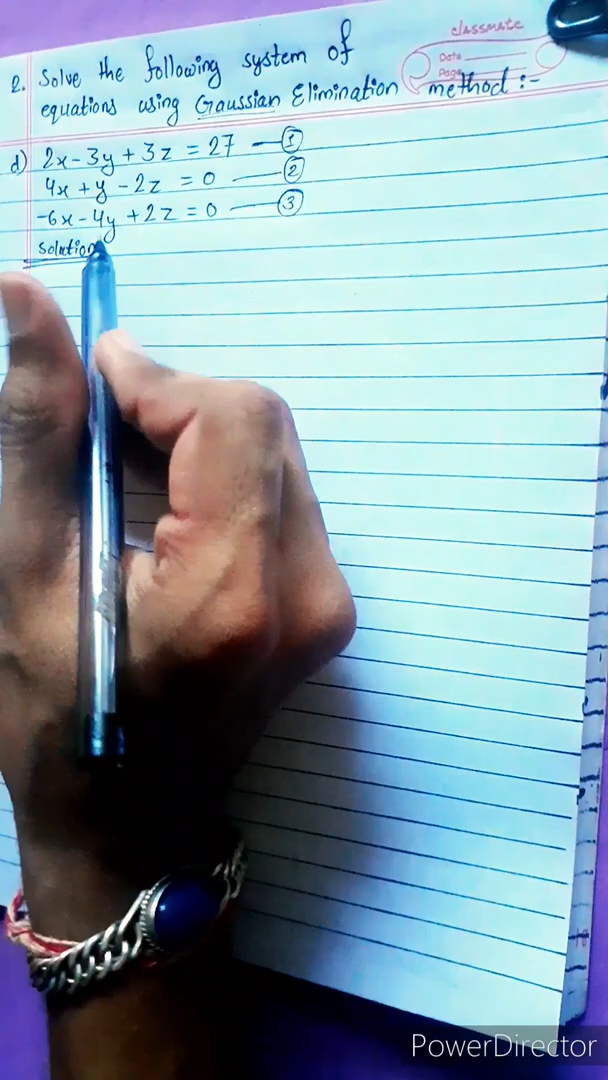 classmate
Date
Page
2. Solve the following system of
equations using Gaussian Elimination method :-
d) 2x - 3y + 3z = 27 — ①
4x + y - 2z = 0 — ②
-6x - 4y + 2z = 0 — ③
Solution
PowerDirector